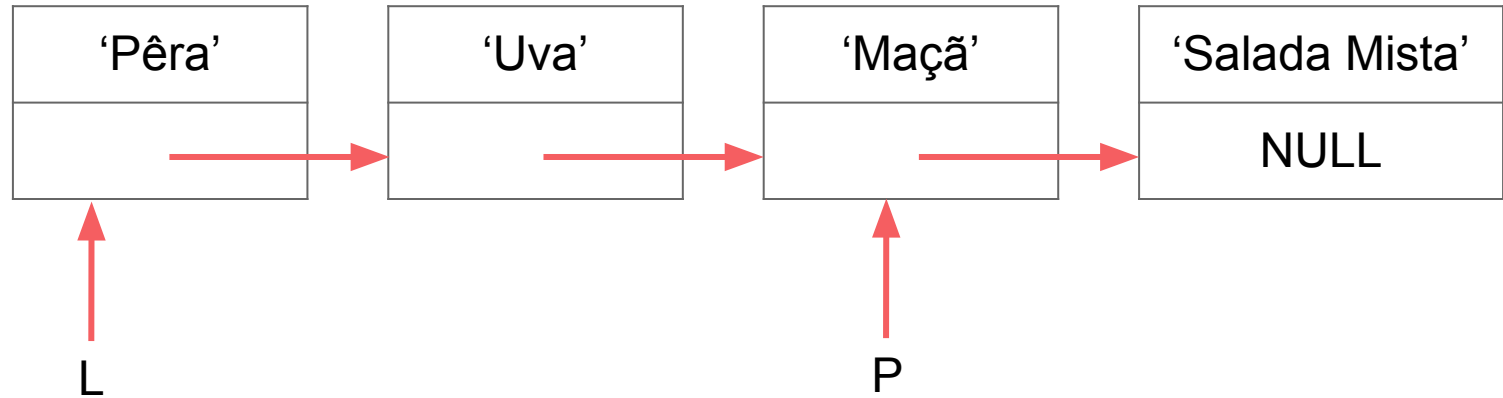 ‘Pêra’ ‘Uva’ ‘Maçã’ ‘Salada Mista’
NULL
L P